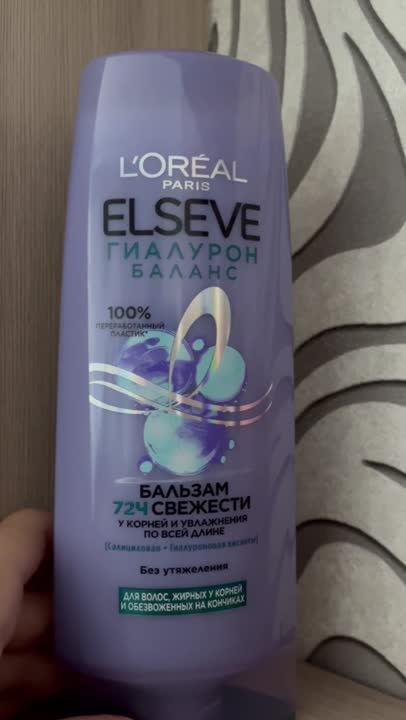 L'ORÉAL
PARIS
ELSEVE
ГИАЛУРОН
БАЛАНС
100%
ПЕРЕРАБОТАННЫЙ
ПЛАСТИК*
БАЛЬЗАМ
72Ч СВЕЖЕСТИ
У КОРНЕЙ И УВЛАЖНЕНИЯ
ПО ВСЕЙ ДЛИНЕ
[Салициловая + Гиалуроновая кислоты]
Без утяжеления
ДЛЯ ВОЛОС, ЖИРНЫХ У КОРНЕЙ
И ОБЕЗВОЖЕННЫХ НА КОНЧИКАХ